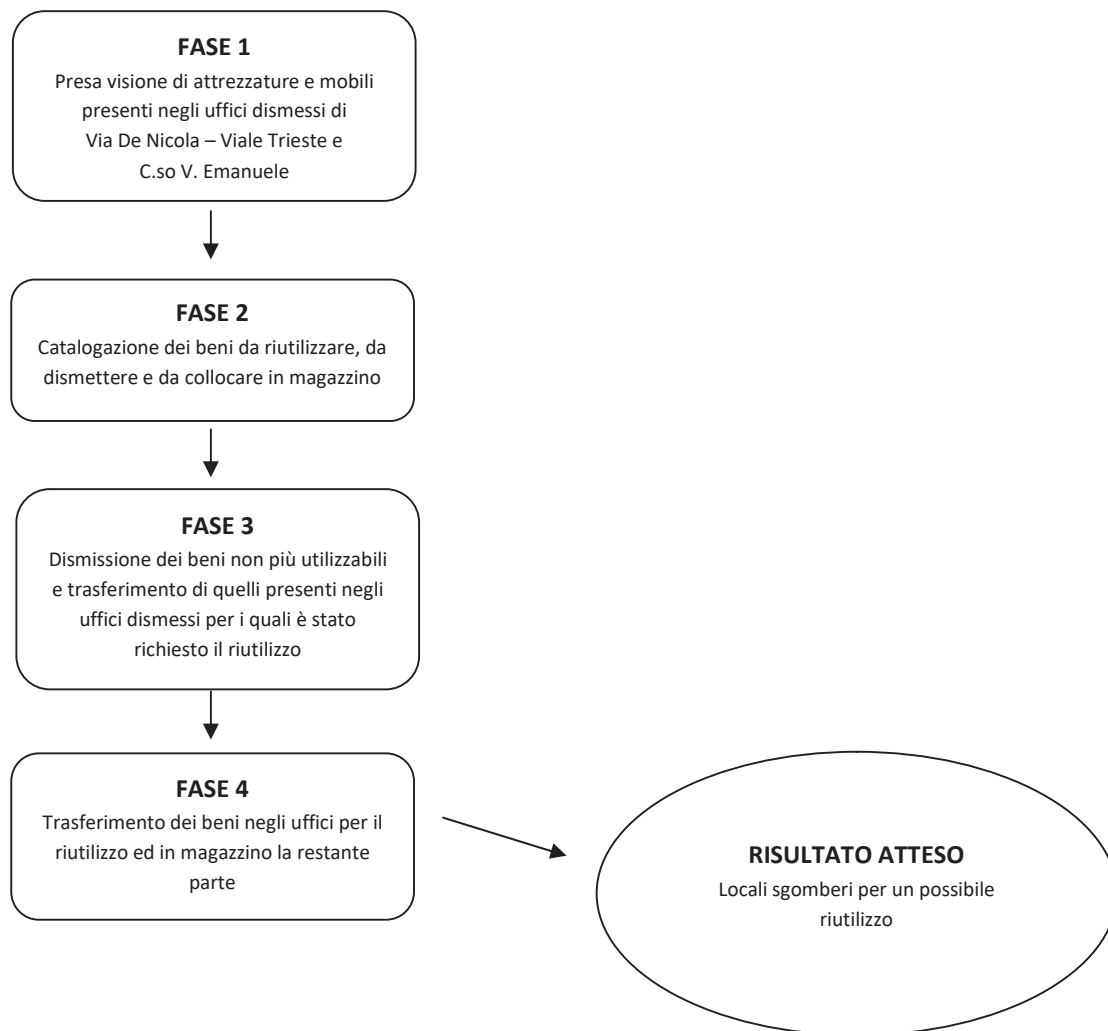 FASE 1
Presa visione di attrezzature e mobili
presenti negli uffici dismessi di
Via De Nicola – Viale Trieste e
C.so V. Emanuele
FASE 2
Catalogazione dei beni da riutilizzare, da
dismettere e da collocare in magazzino
FASE 3
Dismissione dei beni non più utilizzabili
e trasferimento di quelli presenti negli
uffici dismessi per i quali è stato
richiesto il riutilizzo
FASE 4
Trasferimento dei beni negli uffici per il
riutilizzo ed in magazzino la restante
parte
RISULTATO ATTESO
Locali sgomberi per un possibile
riutilizzo